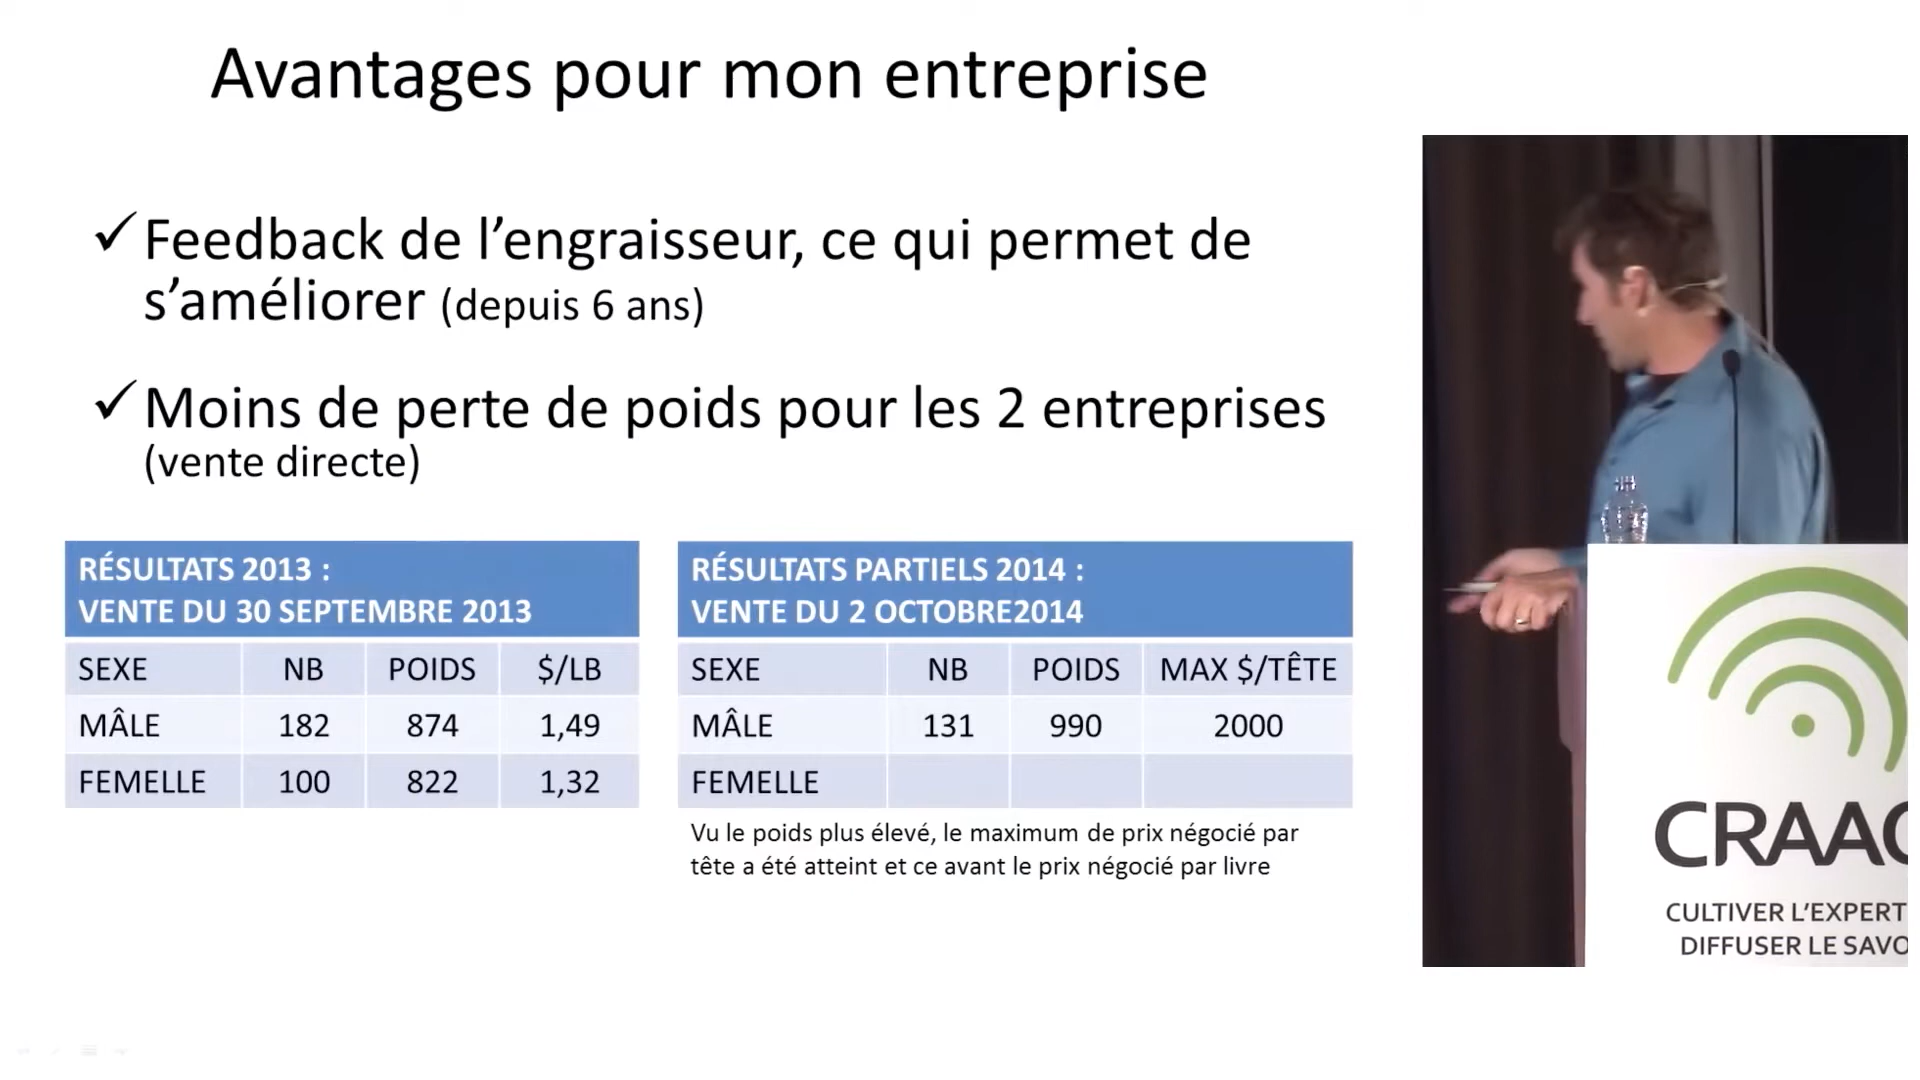 Avantages pour mon entreprise
✓ Feedback de l’engraisseur, ce qui permet de
s’améliorer (depuis 6 ans)
✓ Moins de perte de poids pour les 2 entreprises
(vente directe)
RÉSULTATS 2013 :
VENTE DU 30 SEPTEMBRE 2013
SEXE NB POIDS $/LB
MÂLE 182 874 1,49
FEMELLE 100 822 1,32
RÉSULTATS PARTIELS 2014 :
VENTE DU 2 OCTOBRE2014
SEXE NB POIDS MAX $/TÊTE
MÂLE 131 990 2000
FEMELLE
Vu le poids plus élevé, le maximum de prix négocié par
tête a été atteint et ce avant le prix négocié par livre
CRAAQ
CULTIVER L’EXPERT
DIFFUSER LE SAVO